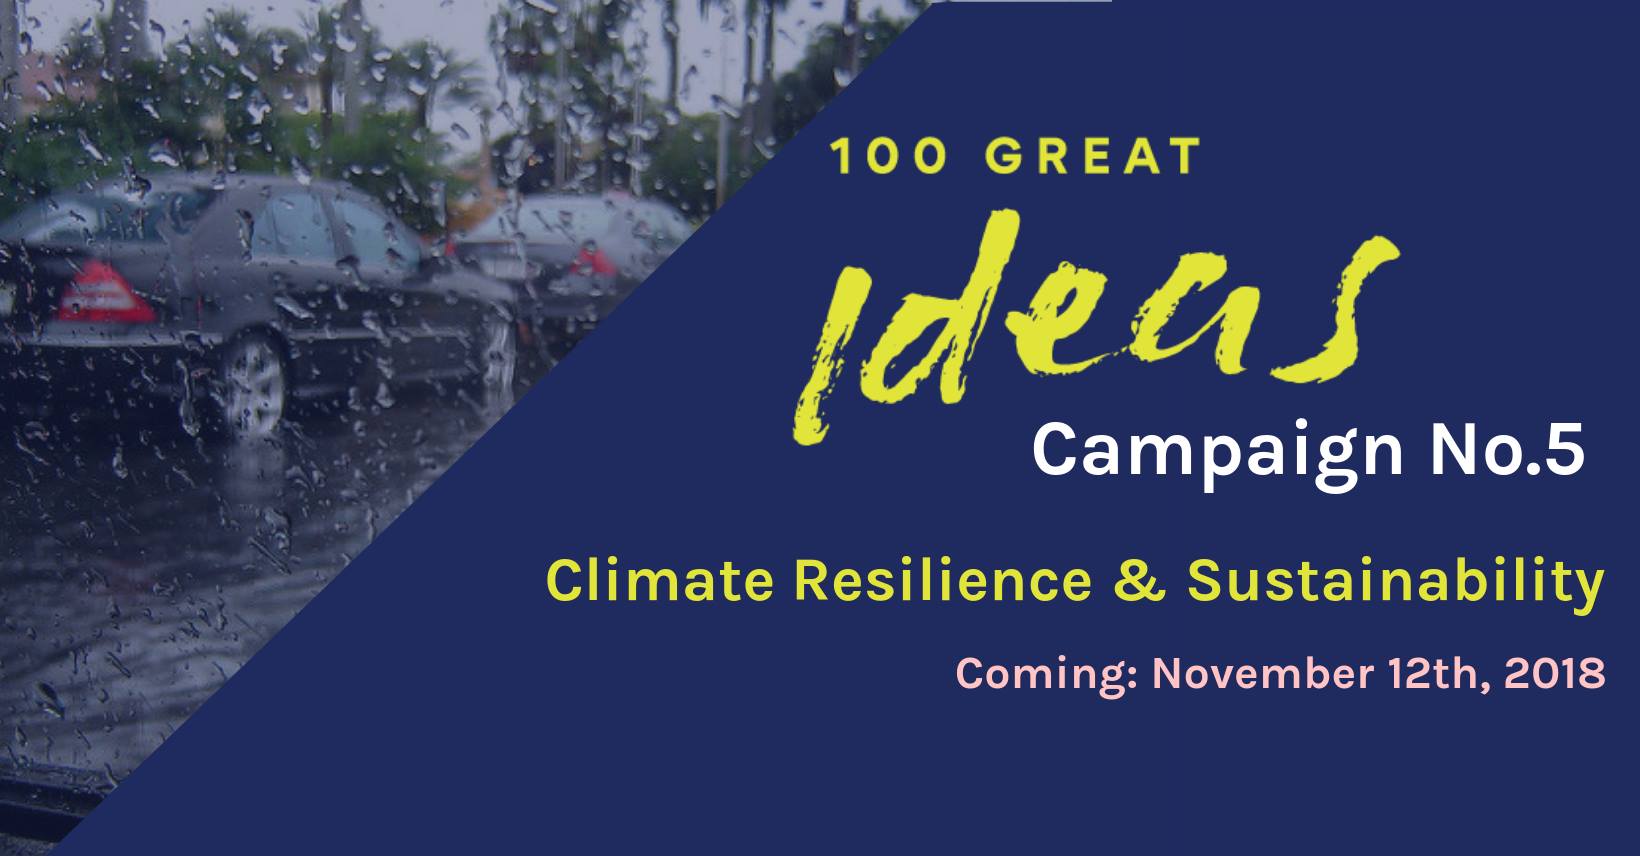 100 GREAT
Ideas
Campaign No.5
Climate Resilience & Sustainability
Coming: November 12th, 2018